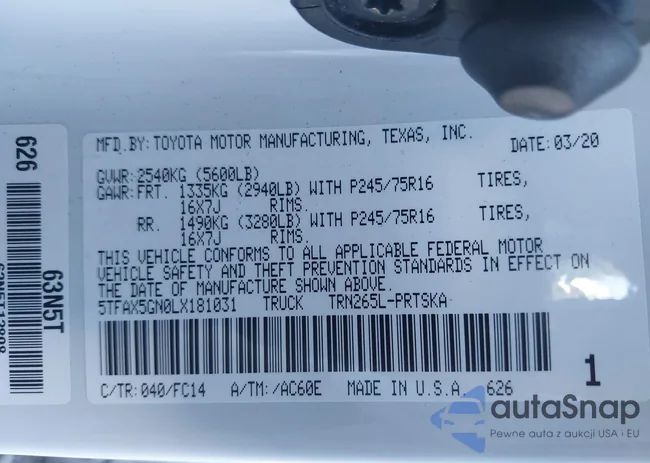 MFD.BY:TOYOTA MOTOR MANUFACTURING, TEXAS, INC.
DATE:03/20
GVWR:2540KG (5600LB)
GAWR:FRT. 1335KG (2940LB) WITH P245/75R16 TIRES,
16X7J RIMS.
RR. 1490KG (3280LB) WITH P245/75R16 TIRES,
16X7J RIMS.
THIS VEHICLE CONFORMS TO ALL APPLICABLE FEDERAL MOTOR
VEHICLE SAFETY AND THEFT PREVENTION STANDARDS IN EFFECT ON
THE DATE OF MANUFACTURE SHOWN ABOVE.
5TFAX5GN0LX181031 TRUCK TRN265L-PRTSKA
C/TR:040/FC14 A/TM:/AC60E MADE IN U.S.A. 626
1
626
63N5T
autaSnap
Pewne auta z aukcji USA i EU